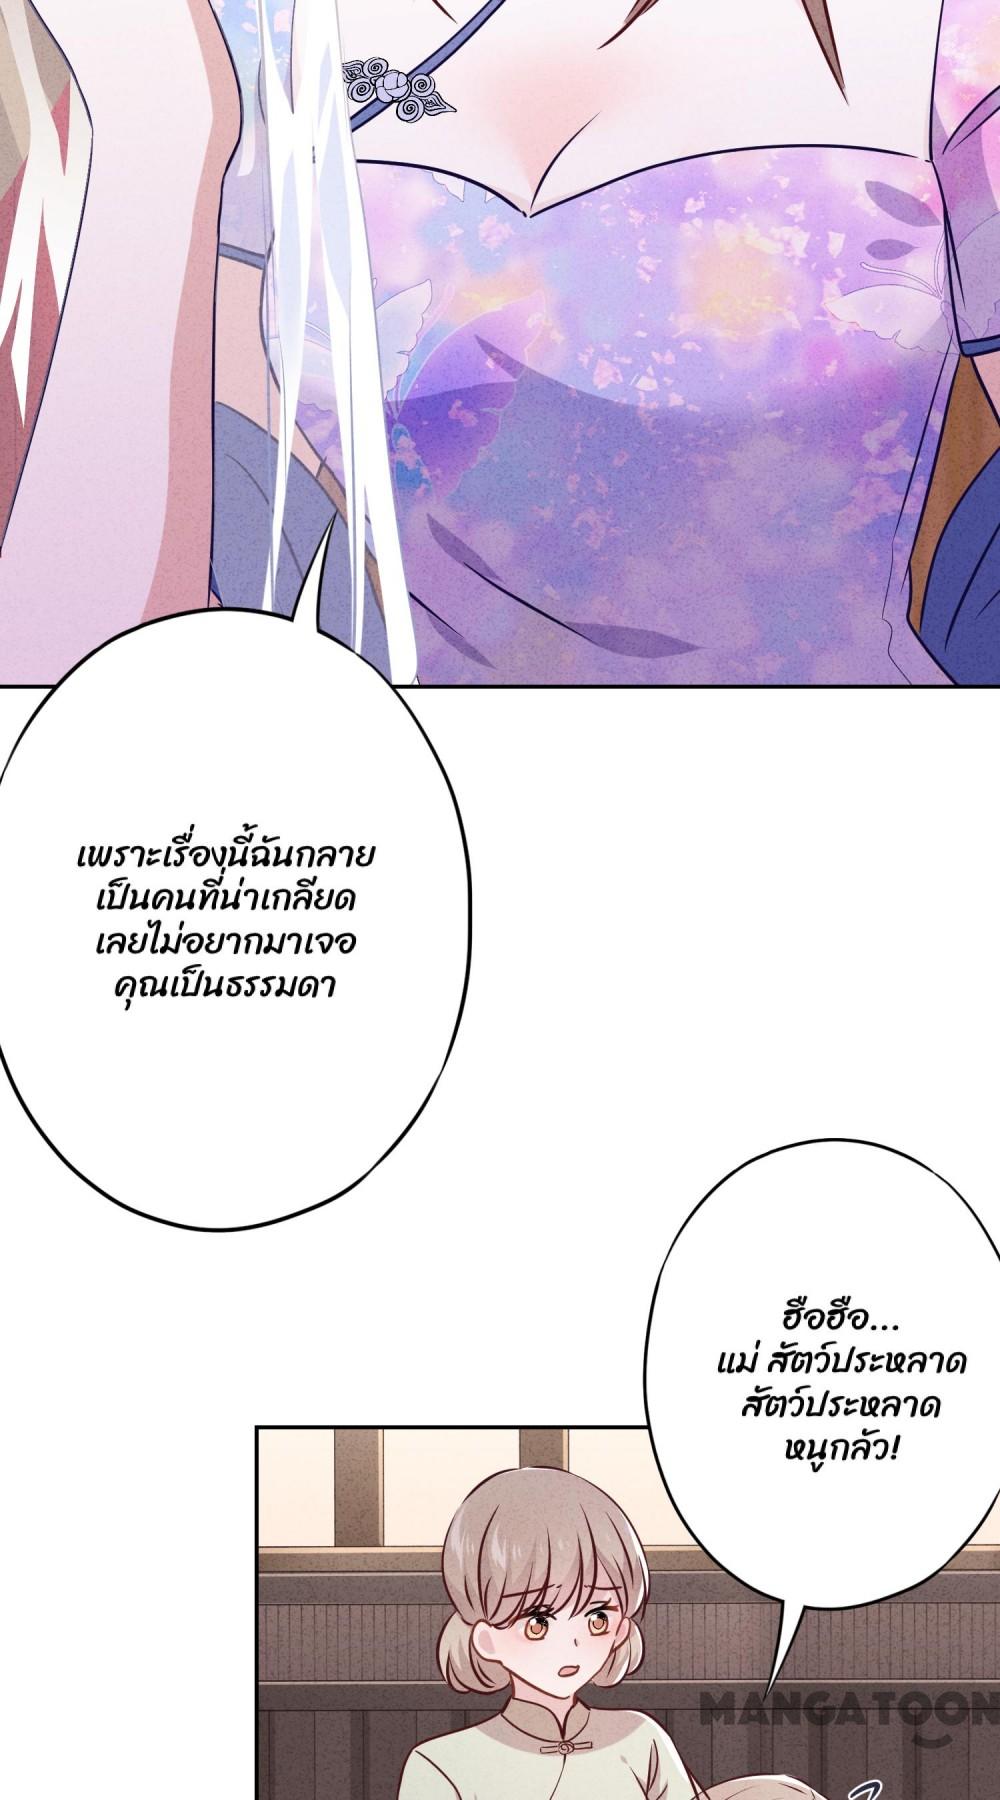 เพราะเรื่องนี้ฉันกลาย
เป็นคนที่น่าเกลียด
เลยไม่อยากมาเจอ
คุณเป็นธรรมดา
ฮือฮือ...
แม่ สัตว์ประหลาด
สัตว์ประหลาด
หนูกลัว!
MANGATOON